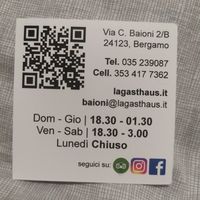 Via C. Baioni 2/B
24123, Bergamo
Tel. 035 239087
Cell. 353 417 7362
lagasthaus.it
baioni@lagasthaus.it
Dom - Gio | 18.30 - 01.30
Ven - Sab | 18.30 - 3.00
Lunedì Chiuso
seguici su: